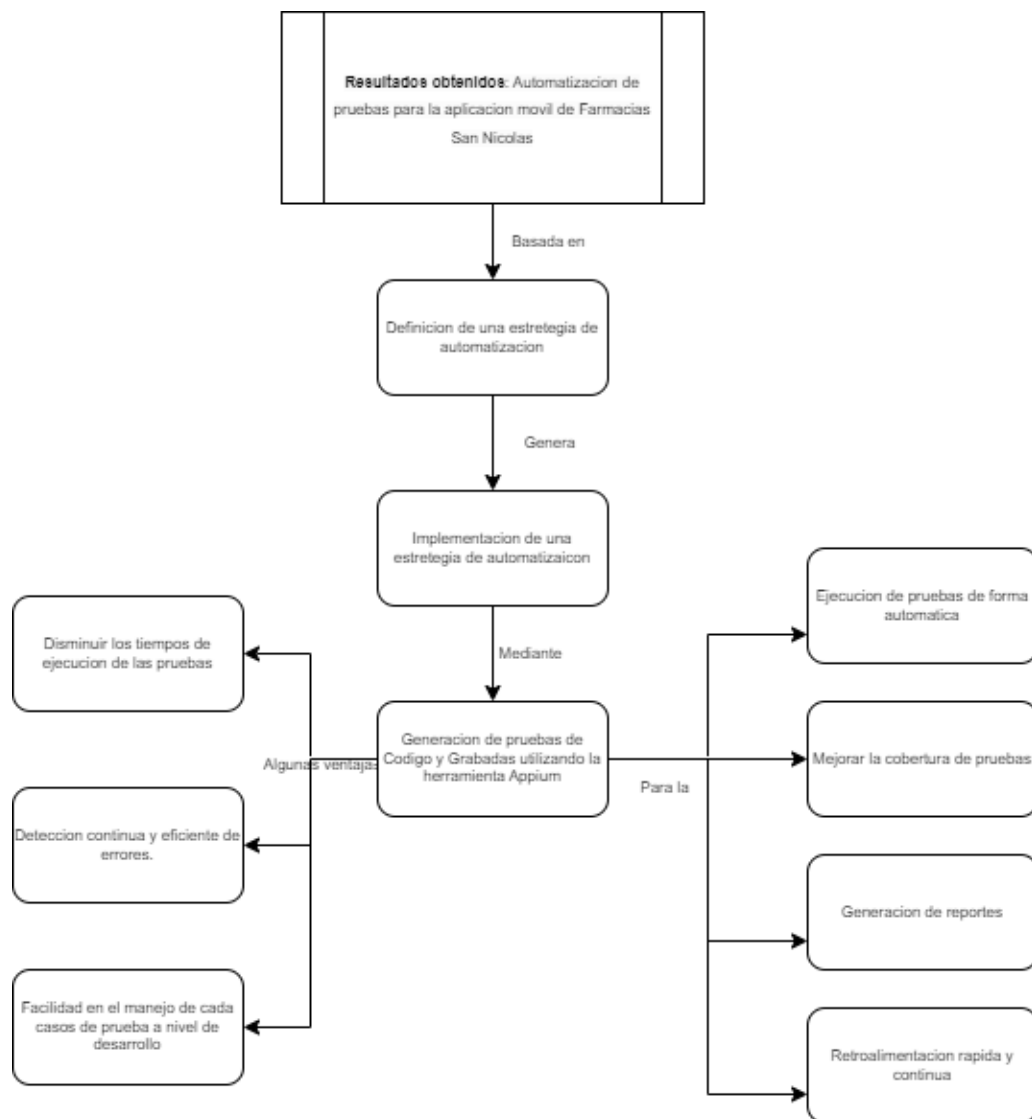 Resultados obtenidos: Automatizacion de
pruebas para la aplicacion movil de Farmacias
San Nicolas
Basada en
Definicion de una estretegia de
automatizacion
Genera
Implementacion de una
estretegia de automatizaicon
Mediante
Generacion de pruebas de
Codigo y Grabadas utilizando la
herramienta Appium
Algunas ventajas
Disminuir los tiempos de
ejecucion de las pruebas
Deteccion continua y eficiente de
errores.
Facilidad en el manejo de cada
casos de prueba a nivel de
desarrollo
Para la
Ejecucion de pruebas de forma
automatica
Mejorar la cobertura de pruebas
Generacion de reportes
Retroalimentacion rapida y
continua